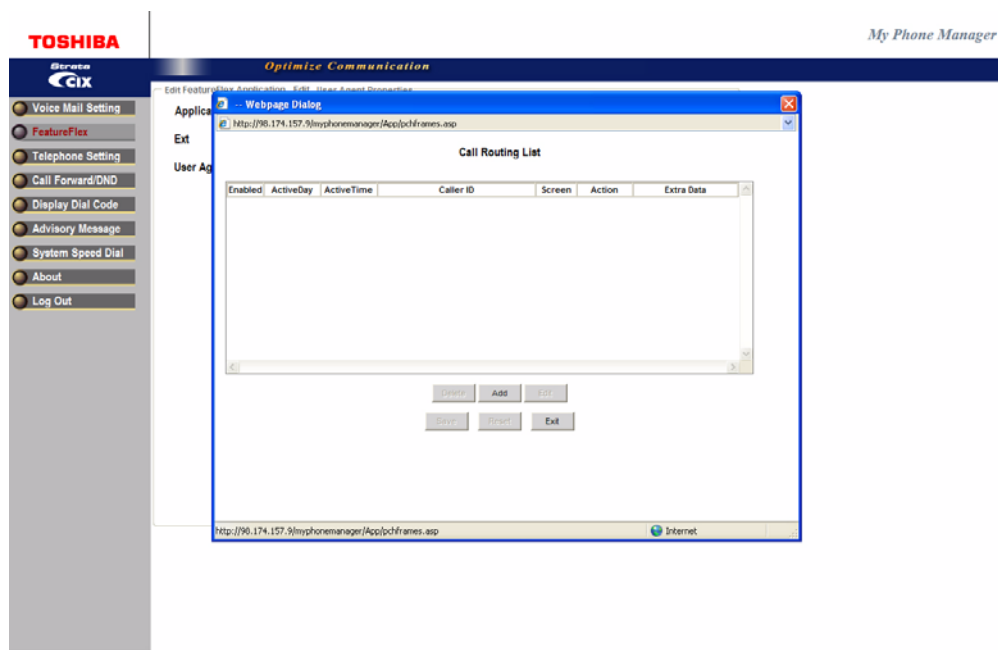 TOSHIBA
My Phone Manager
Strata
CIX
Optimize Communication
Voice Mail Setting
FeatureFlex
Telephone Setting
Call Forward/DND
Display Dial Code
Advisory Message
System Speed Dial
About
Log Out
Edit FeatureFlex Application Edit User Agent Properties
Applica
Ext
User Ag
-- Webpage Dialog
http://98.174.157.9/myphonemanager/App/pchframes.asp
Call Routing List
Enabled ActiveDay ActiveTime Caller ID Screen Action Extra Data
Delete Add Edit
Save Reset Exit
http://98.174.157.9/myphonemanager/App/pchframes.asp Internet